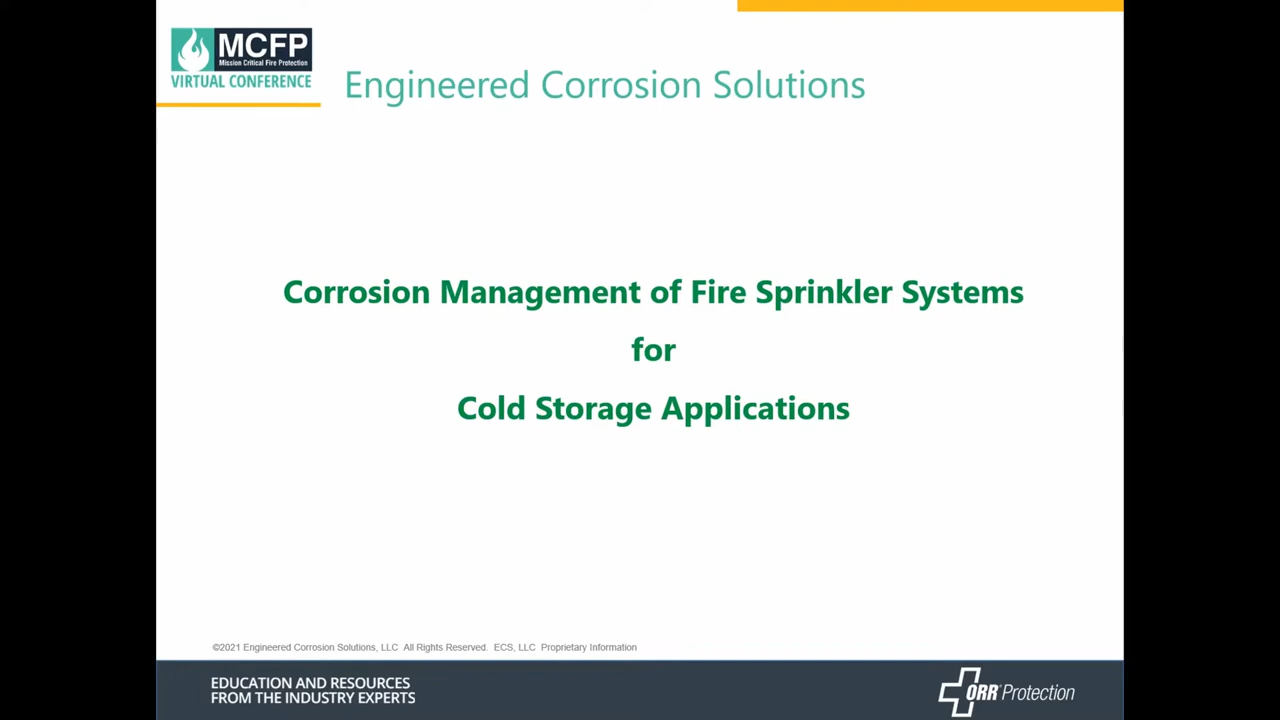 MCFP
Mission Critical Fire Protection
VIRTUAL CONFERENCE
Engineered Corrosion Solutions
Corrosion Management of Fire Sprinkler Systems
for
Cold Storage Applications
©2021 Engineered Corrosion Solutions, LLC All Rights Reserved. ECS, LLC Proprietary Information
EDUCATION AND RESOURCES
FROM THE INDUSTRY EXPERTS
ORR® Protection